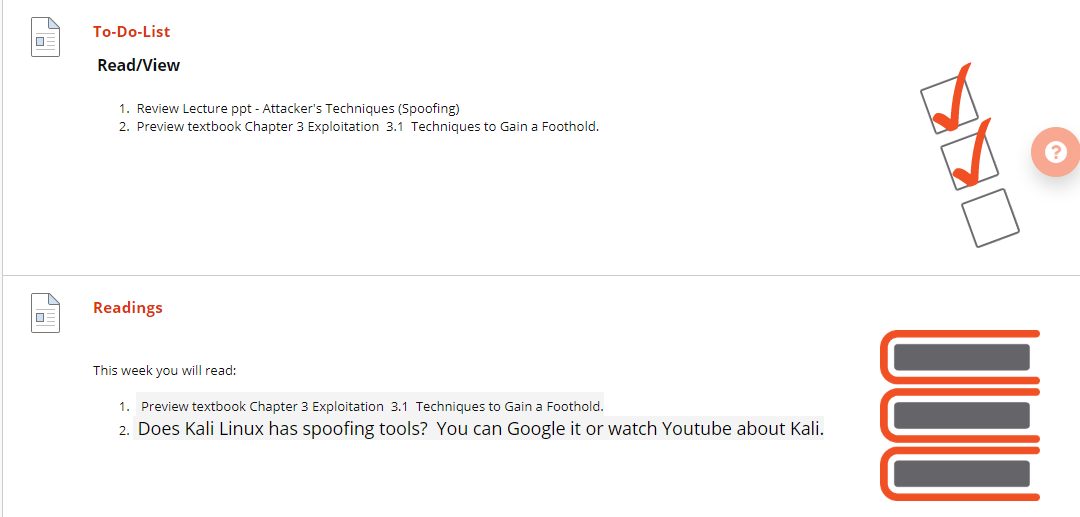 To-Do-List
Read/View
1. Review Lecture ppt - Attacker's Techniques (Spoofing)
2. Preview textbook Chapter 3 Exploitation  3.1  Techniques to Gain a Foothold.
?
Readings
This week you will read:
1. Preview textbook Chapter 3 Exploitation  3.1  Techniques to Gain a Foothold.
2. Does Kali Linux has spoofing tools?  You can Google it or watch Youtube about Kali.